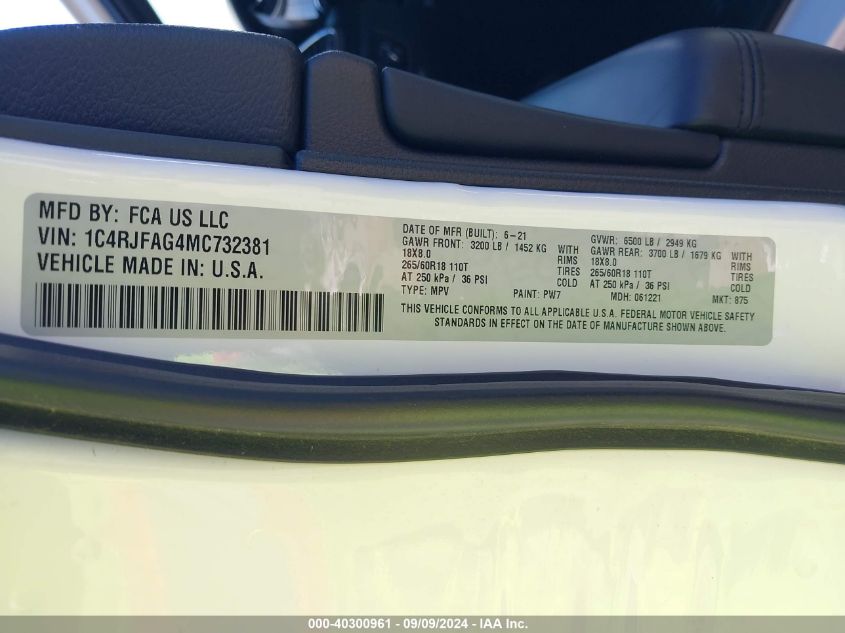 MFD BY: FCA US LLC
VIN: 1C4RJFAG4MC732381
VEHICLE MADE IN: U.S.A.
DATE OF MFR (BUILT): 6-21
GAWR FRONT: 3200 LB / 1452 KG WITH
18X8.0 RIMS
265/60R18 110T TIRES
AT 250 kPa / 36 PSI COLD
TYPE: MPV PAINT: PW7
GVWR: 6500 LB / 2949 KG
GAWR REAR: 3700 LB / 1679 KG WITH
18X8.0 RIMS
265/60R18 110T TIRES
AT 250 kPa / 36 PSI COLD
MDH: 061221 MKT: 875
THIS VEHICLE CONFORMS TO ALL APPLICABLE U.S.A. FEDERAL MOTOR VEHICLE SAFETY
STANDARDS IN EFFECT ON THE DATE OF MANUFACTURE SHOWN ABOVE.
000-40300961 - 09/09/2024 - IAA Inc.